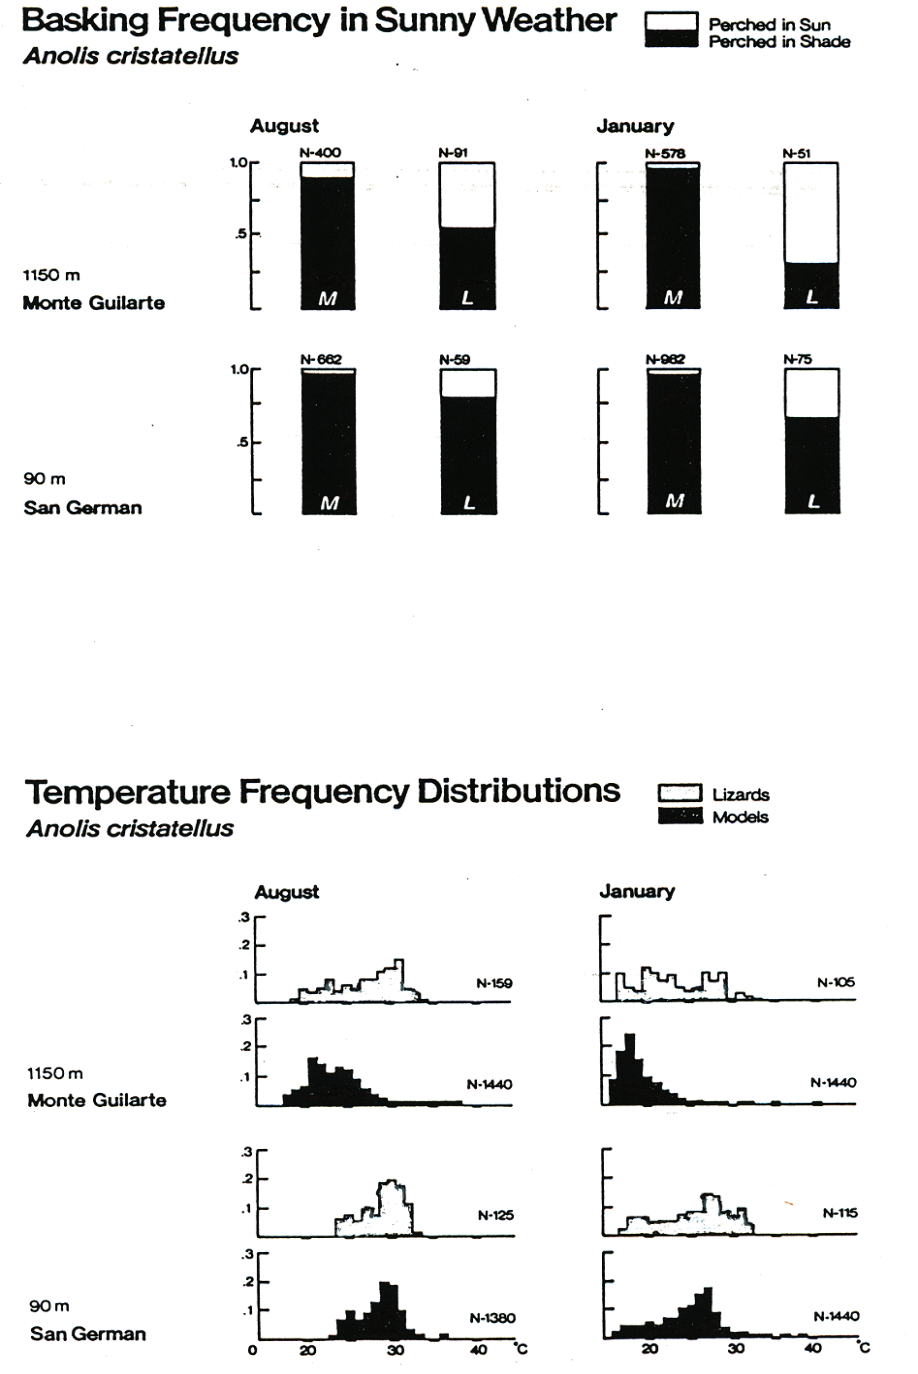 Basking Frequency in Sunny Weather
Anolis cristatellus
Perched in Sun
Perched in Shade
August
January
N-400
N-91
N-578
N-51
1.0
.5
1150 m
Monte Guilarte
M
L
M
L
N-662
N-59
N-982
N-75
1.0
.5
90 m
San German
M
L
M
L
Temperature Frequency Distributions
Anolis cristatellus
Lizards
Models
August
January
.3
.2
.1
N-159
N-105
.3
.2
.1
1150 m
Monte Guilarte
N-1440
N-1440
.3
.2
.1
N-125
N-115
.3
.2
.1
90 m
San German
N-1380
N-1440
0 20 30 40 °C
20 30 40 °C